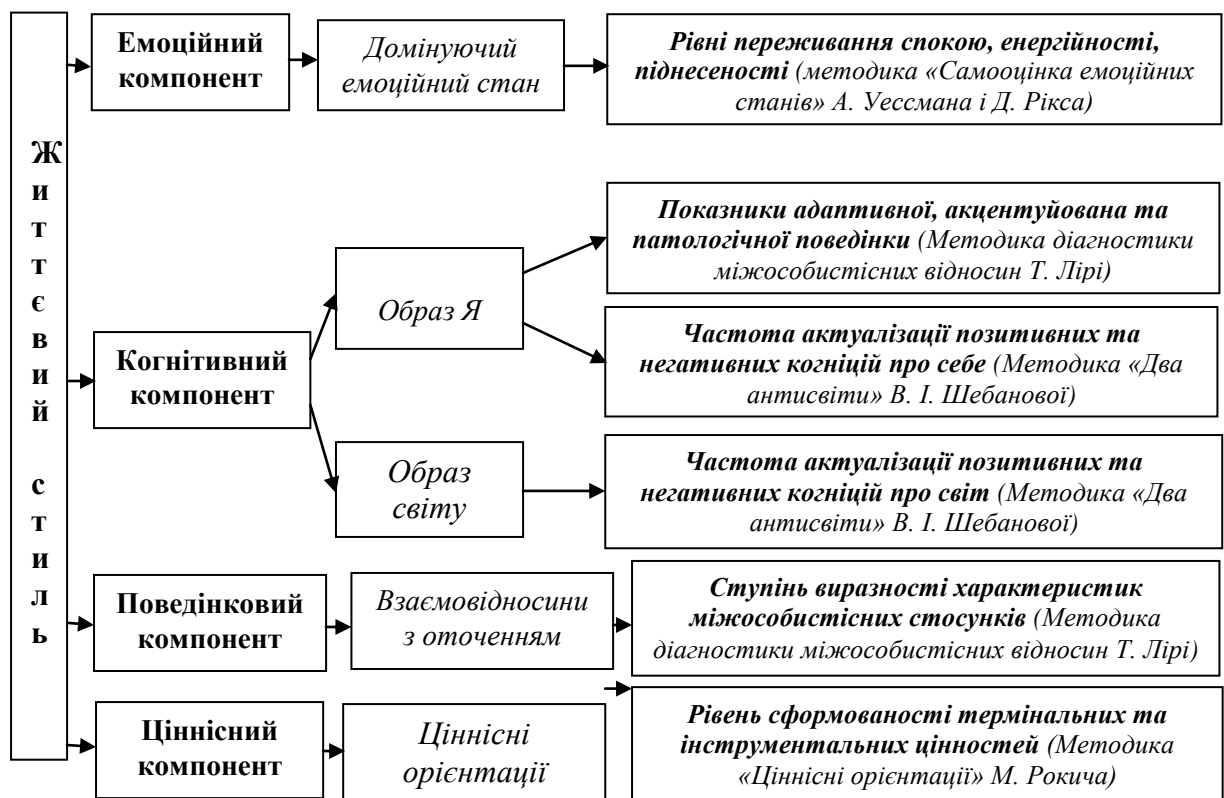 Життєвий стиль
Емоційний
компонент
Домінуючий
емоційний стан
Рівні переживання спокою, енергійності,
піднесеності (методика «Самооцінка емоційних
станів» А. Уессмана і Д. Рікса)
Когнітивний
компонент
Образ Я
Показники адаптивної, акцентуйована та
патологічної поведінки (Методика діагностики
міжособистісних відносин Т. Лірі)
Частота актуалізації позитивних та
негативних когніцій про себе (Методика «Два
антисвіти» В. І. Шебанової)
Образ
світу
Частота актуалізації позитивних та
негативних когніцій про світ (Методика «Два
антисвіти» В. І. Шебанової)
Поведінковий
компонент
Взаємовідносини
з оточенням
Ступінь виразності характеристик
міжособистісних стосунків (Методика
діагностики міжособистісних відносин Т. Лірі)
Ціннісний
компонент
Ціннісні
орієнтації
Рівень сформованості термінальних та
інструментальних цінностей (Методика
«Ціннісні орієнтації» М. Рокича)